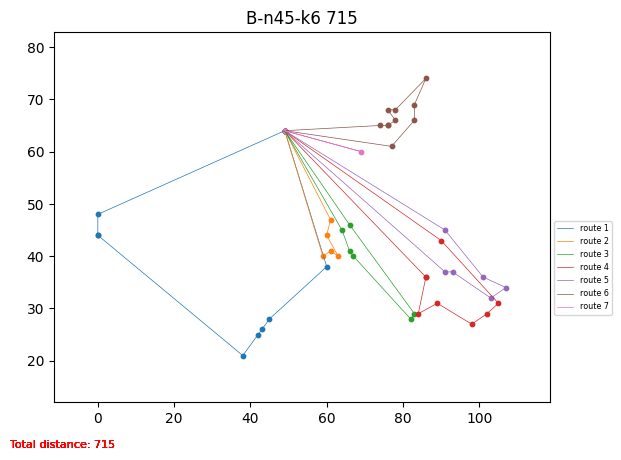 B-n45-k6 715
80
70
60
50
40
30
20
0 20 40 60 80 100
route 1
route 2
route 3
route 4
route 5
route 6
route 7
Total distance: 715